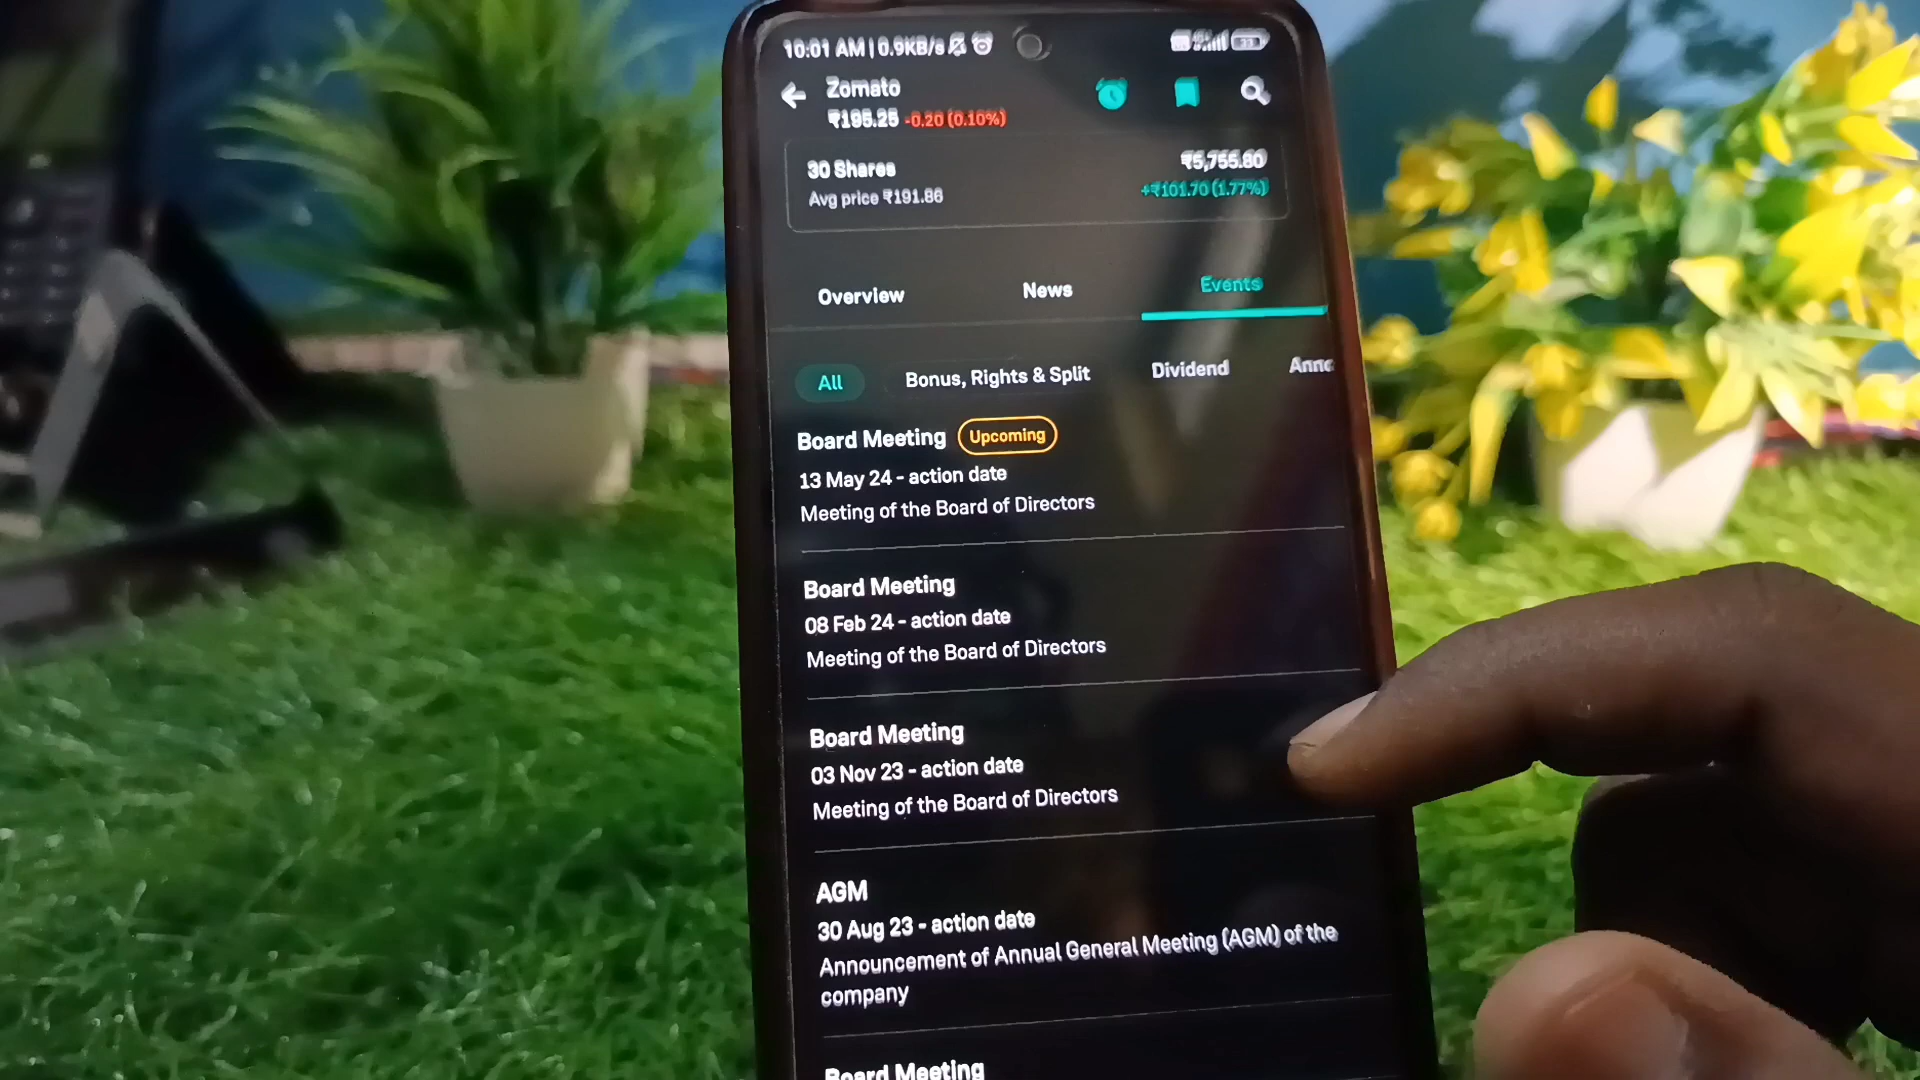 10:01 AM | 0.9KB/s
Zomato
₹195.25 -0.20 (0.10%)
30 Shares ₹5,755.80
Avg price ₹191.86 +₹101.70 (1.77%)
Overview News Events
All Bonus, Rights & Split Dividend Anno
Board Meeting Upcoming
13 May 24 - action date
Meeting of the Board of Directors
Board Meeting
08 Feb 24 - action date
Meeting of the Board of Directors
Board Meeting
03 Nov 23 - action date
Meeting of the Board of Directors
AGM
30 Aug 23 - action date
Announcement of Annual General Meeting (AGM) of the
company
Board Meeting